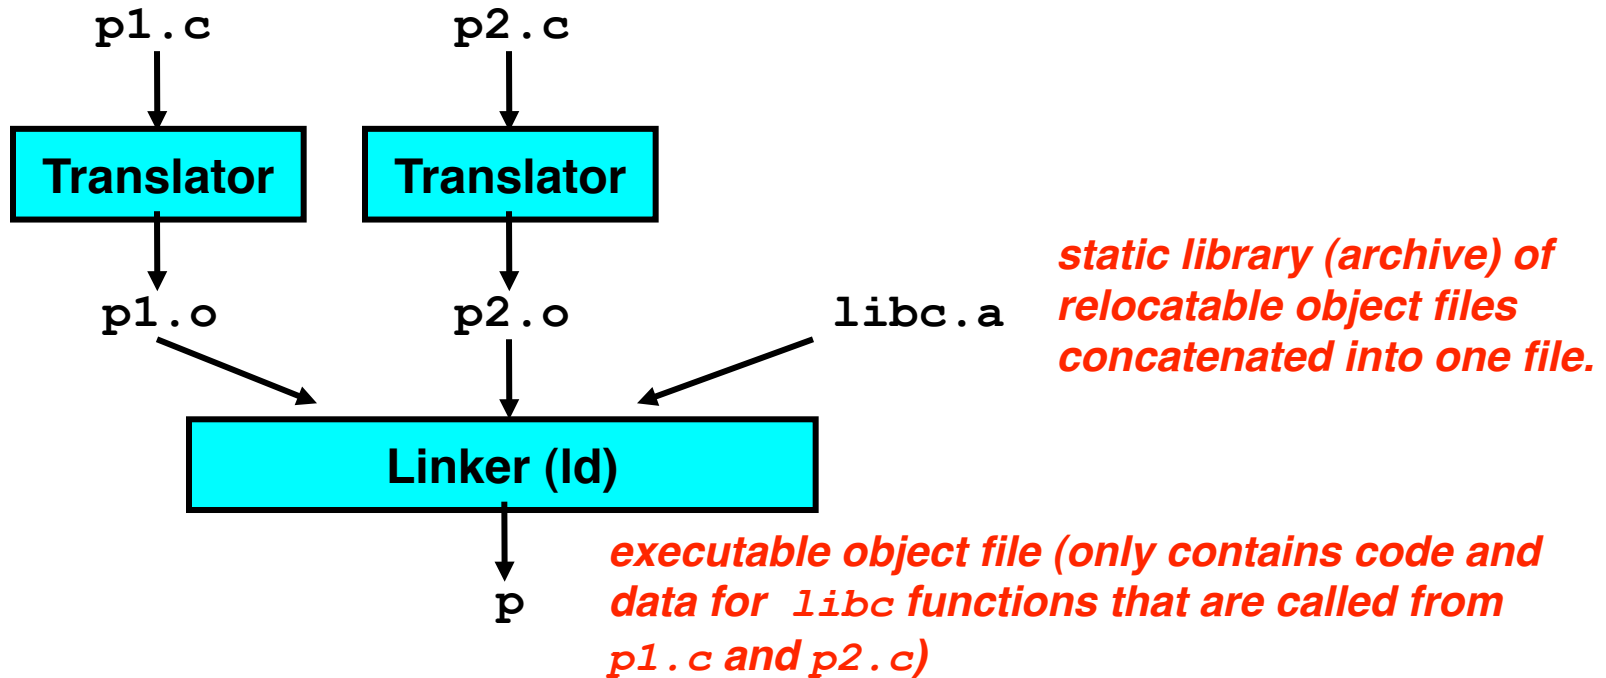 p1.c p2.c
Translator Translator
p1.o p2.o libc.a
static library (archive) of
relocatable object files
concatenated into one file.
Linker (ld)
p
executable object file (only contains code and
data for libc functions that are called from
p1.c and p2.c)